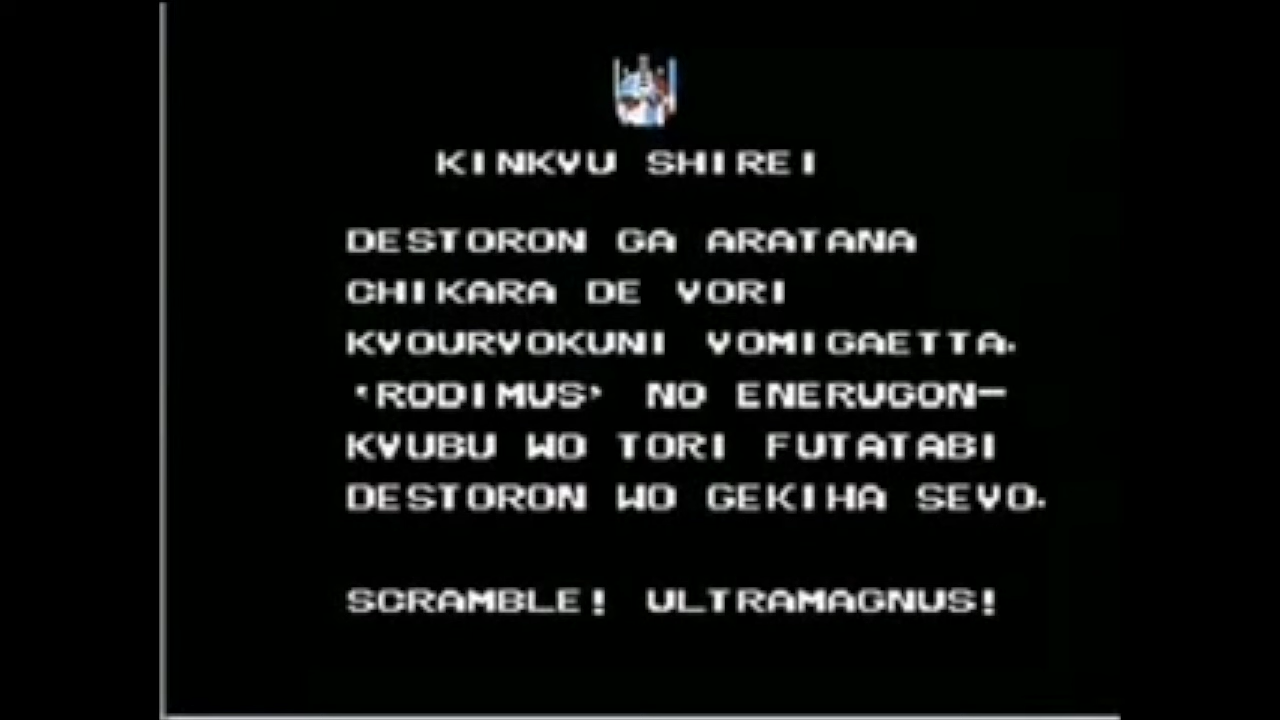 KINKYU SHIREI
DESTORON GA ARATANA
CHIKARA DE YORI
KYOURYOKUNI YOMIGAETTA.
‘RODIMUS’ NO ENERUGON-
KYUBU WO TORI FUTATABI
DESTORON WO GEKIHA SEYO.
SCRAMBLE! ULTRAMAGNUS!